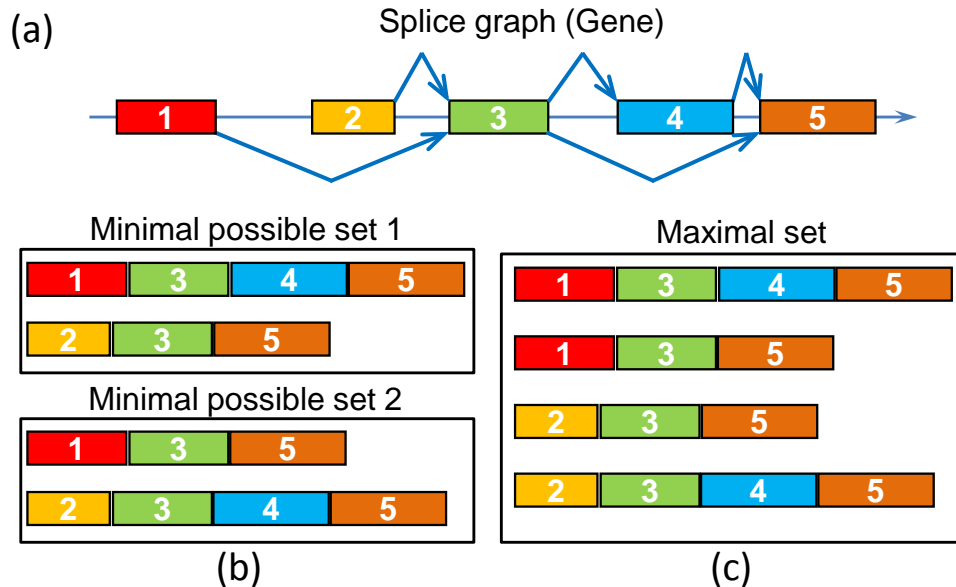 (a)
Splice graph (Gene)
1 2 3 4 5
Minimal possible set 1
1 3 4 5
2 3 5
Minimal possible set 2
1 3 5
2 3 4 5
(b)
Maximal set
1 3 4 5
1 3 5
2 3 5
2 3 4 5
(c)